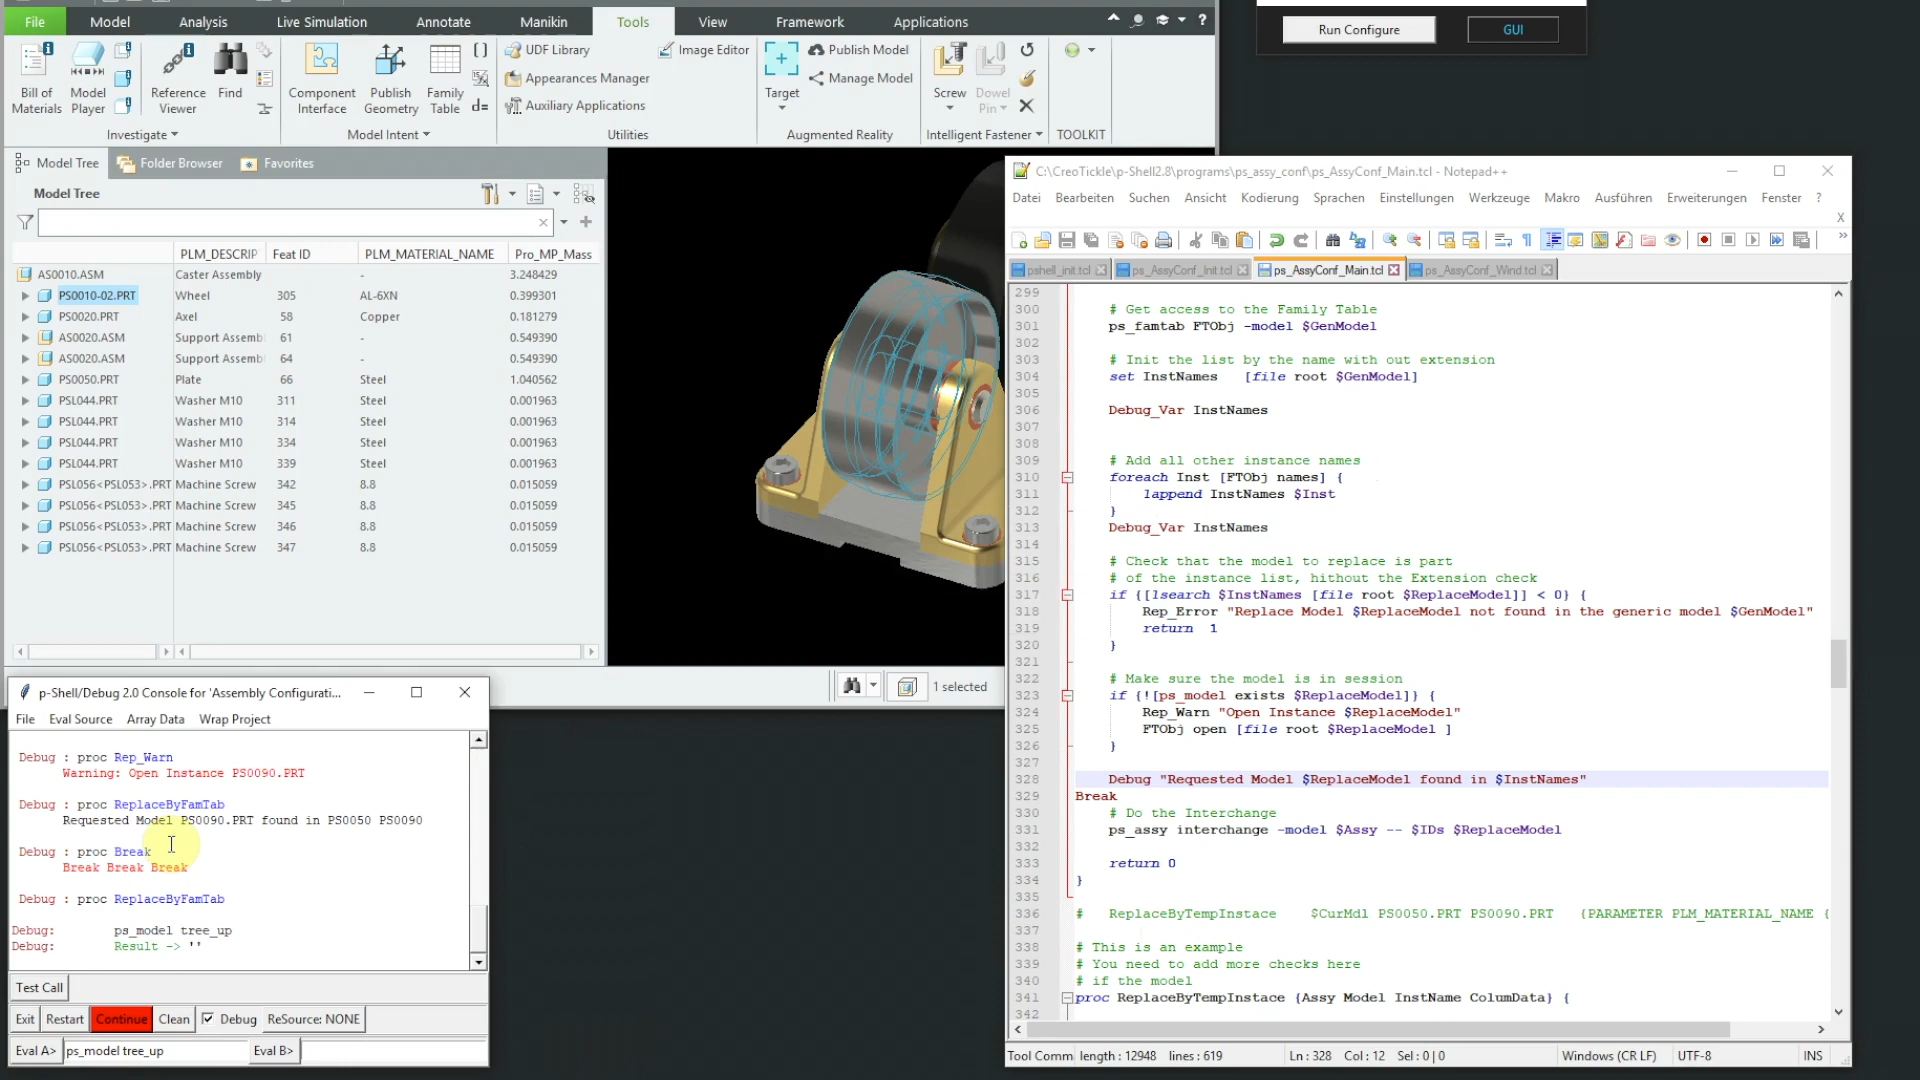 File
Model
Analysis
Live Simulation
Annotate
Manikin
Tools
View
Framework
Applications
?
Bill of Materials
Model Player
Reference Viewer
Find
Component Interface
Publish Geometry
Family Table
UDF Library
Appearances Manager
Auxiliary Applications
Image Editor
Target
Publish Model
Manage Model
Screw
Dowel Pin
Investigate
Model Intent
Utilities
Augmented Reality
Intelligent Fastener
TOOLKIT
Run Configure
GUI
Model Tree
Folder Browser
Favorites
Model Tree
PLM_DESCRIP Feat ID PLM_MATERIAL_NAME Pro_MP_Mass
AS0010.ASM Caster Assembly - 3.248429
PS0010-02.PRT Wheel 305 AL-6XN 0.399301
PS0020.PRT Axel 58 Copper 0.181279
AS0020.ASM Support Assemb 61 - 0.549390
AS0020.ASM Support Assemb 64 - 0.549390
PS0050.PRT Plate 66 Steel 1.040562
PSL044.PRT Washer M10 311 Steel 0.001963
PSL044.PRT Washer M10 314 Steel 0.001963
PSL044.PRT Washer M10 334 Steel 0.001963
PSL044.PRT Washer M10 339 Steel 0.001963
PSL056<PSL053>.PRT Machine Screw 342 8.8 0.015059
PSL056<PSL053>.PRT Machine Screw 345 8.8 0.015059
PSL056<PSL053>.PRT Machine Screw 346 8.8 0.015059
PSL056<PSL053>.PRT Machine Screw 347 8.8 0.015059
1 selected
p-Shell/Debug 2.0 Console for 'Assembly Configurati...
File Eval Source Array Data Wrap Project
Debug : proc Rep_Warn
Warning: Open Instance PS0090.PRT
Debug : proc ReplaceByFamTab
Requested Model PS0090.PRT found in PS0050 PS0090
Debug : proc Break
Break Break Break
Debug : proc ReplaceByFamTab
Debug: ps_model tree_up
Debug: Result -> ''
Test Call
Exit Restart Continue Clean Debug ReSource: NONE
Eval A> ps_model tree_up Eval B>
C:\CreoTickle\p-Shell2.8\programs\ps_assy_conf\ps_AssyConf_Main.tcl - Notepad++
Datei Bearbeiten Suchen Ansicht Kodierung Sprachen Einstellungen Werkzeuge Makro Ausführen Erweiterungen Fenster ?
X
pshell_init.tcl ps_AssyConf_Init.tcl ps_AssyConf_Main.tcl ps_AssyConf_Wind.tcl
299
300 # Get access to the Family Table
301 ps_famtab FTObj -model $GenModel
302
303 # Init the list by the name with out extension
304 set InstNames [file root $GenModel]
305
306 Debug_Var InstNames
307
308
309 # Add all other instance names
310 foreach Inst [FTObj names] {
311 lappend InstNames $Inst
312 }
313 Debug_Var InstNames
314
315 # Check that the model to replace is part
316 # of the instance list, hithout the Extension check
317 if {[lsearch $InstNames [file root $ReplaceModel]] < 0} {
318 Rep_Error "Replace Model $ReplaceModel not found in the generic model $GenModel"
319 return 1
320 }
321
322 # Make sure the model is in session
323 if {![ps_model exists $ReplaceModel]} {
324 Rep_Warn "Open Instance $ReplaceModel"
325 FTObj open [file root $ReplaceModel ]
326 }
327
328 Debug "Requested Model $ReplaceModel found in $InstNames"
329 Break
330 # Do the Interchange
331 ps_assy interchange -model $Assy -- $IDs $ReplaceModel
332
333 return 0
334 }
335
336 # ReplaceByTempInstace $CurMdl PS0050.PRT PS0090.PRT {PARAMETER PLM_MATERIAL_NAME {
337
338 # This is an example
339 # You need to add more checks here
340 # if the model
341 proc ReplaceByTempInstace {Assy Model InstName ColumData} {
342
Tool Comm length : 12948 lines : 619 Ln : 328 Col : 12 Sel : 0 | 0 Windows (CR LF) UTF-8 INS